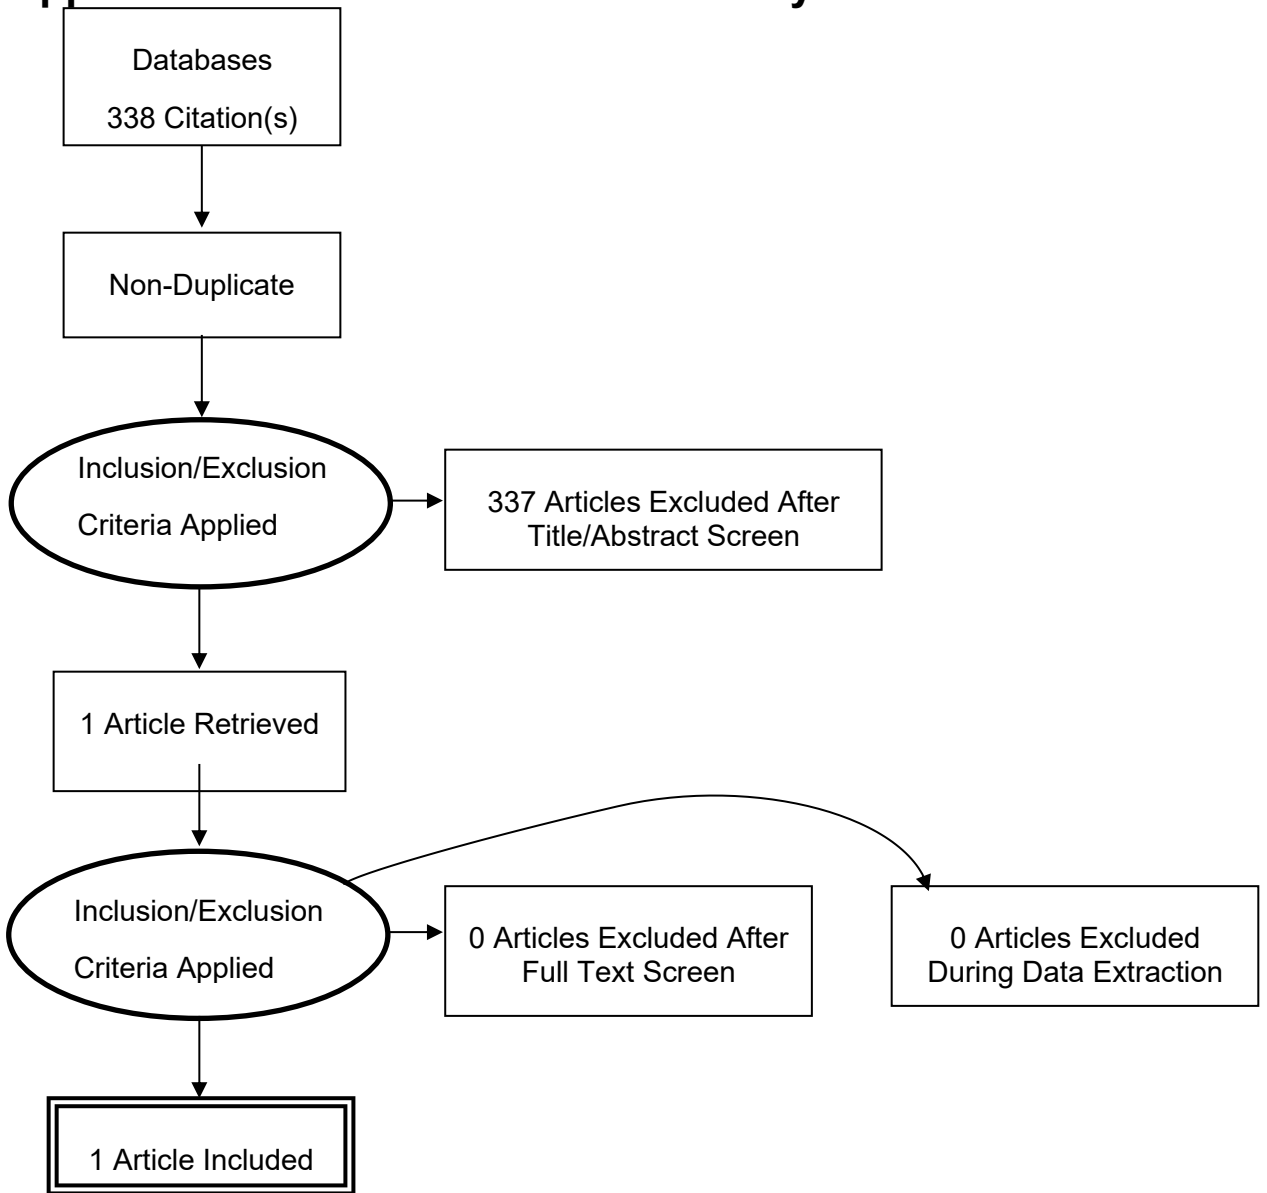 Databases
338 Citation(s)
Non-Duplicate
Inclusion/Exclusion
Criteria Applied
337 Articles Excluded After
Title/Abstract Screen
1 Article Retrieved
Inclusion/Exclusion
Criteria Applied
0 Articles Excluded After
Full Text Screen
0 Articles Excluded
During Data Extraction
1 Article Included